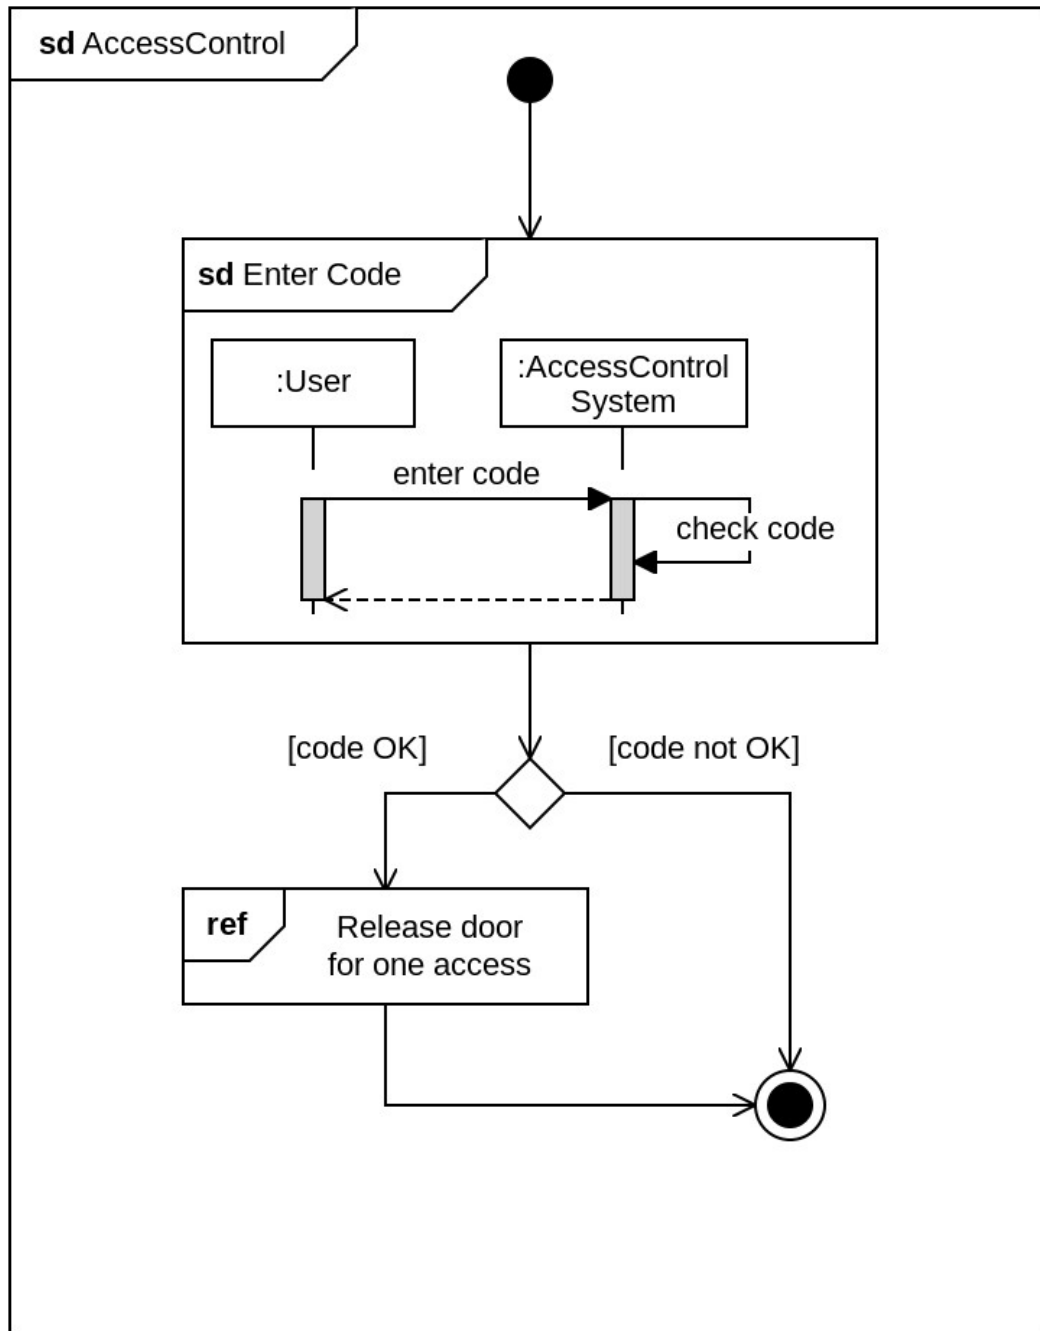 sd AccessControl
sd Enter Code
:User
:AccessControl
System
enter code
check code
[code OK]
[code not OK]
ref
Release door
for one access